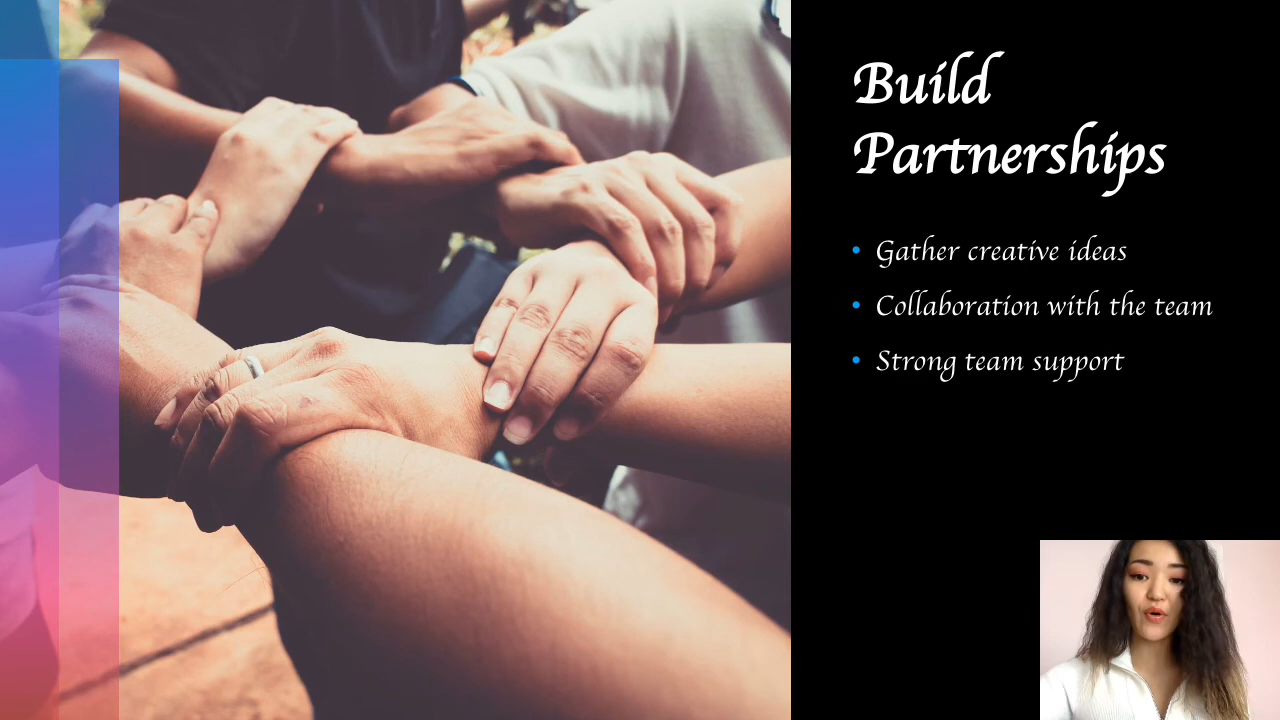 Build
Partnerships
• Gather creative ideas
• Collaboration with the team
• Strong team support